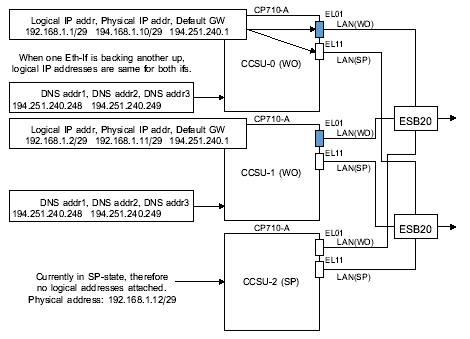 Logical IP addr, Physical IP addr, Default GW
192.168.1.1/29 194.168.1.10/29 194.251.240.1
CP710-A
EL01
LAN(WO)
When one Eth-If is backing another up,
logical IP addresses are same for both ifs.
EL11
LAN(SP)
CCSU-0 (WO)
DNS addr1, DNS addr2, DNS addr3
194.251.240.248 194.251.240.249
CP710-A
EL01
LAN(WO)
ESB20
Logical IP addr, Physical IP addr, Default GW
192.168.1.2/29 192.168.1.11/29 194.251.240.1
EL11
LAN(SP)
CCSU-1 (WO)
DNS addr1, DNS addr2, DNS addr3
194.251.240.248 194.251.240.249
CP710-A
EL01
LAN(WO)
ESB20
EL11
LAN(SP)
Currently in SP-state, therefore
no logical addresses attached.
Physical address: 192.168.1.12/29
CCSU-2 (SP)